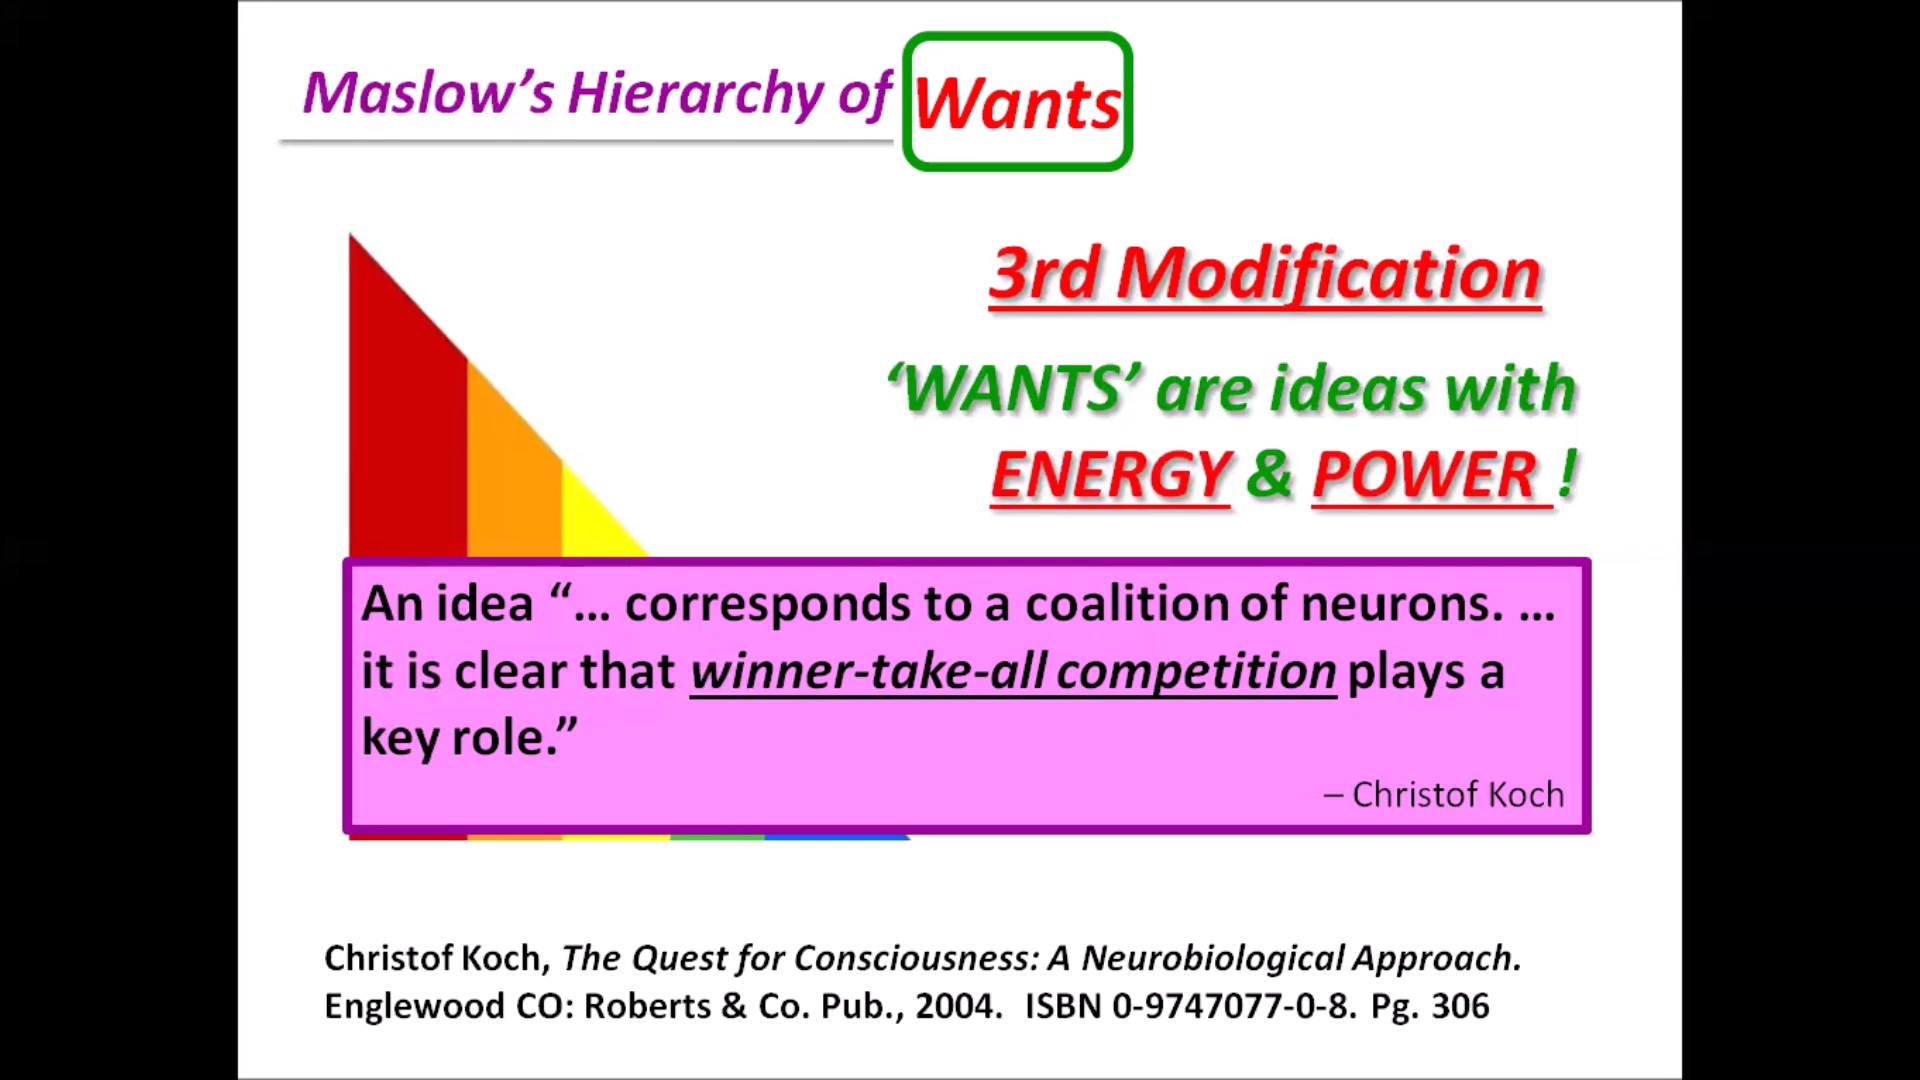 Maslow’s Hierarchy of Wants
3rd Modification
‘WANTS’ are ideas with
ENERGY & POWER !
An idea “... corresponds to a coalition of neurons. ...
it is clear that winner-take-all competition plays a
key role.”
– Christof Koch
Christof Koch, The Quest for Consciousness: A Neurobiological Approach.
Englewood CO: Roberts & Co. Pub., 2004. ISBN 0-9747077-0-8. Pg. 306